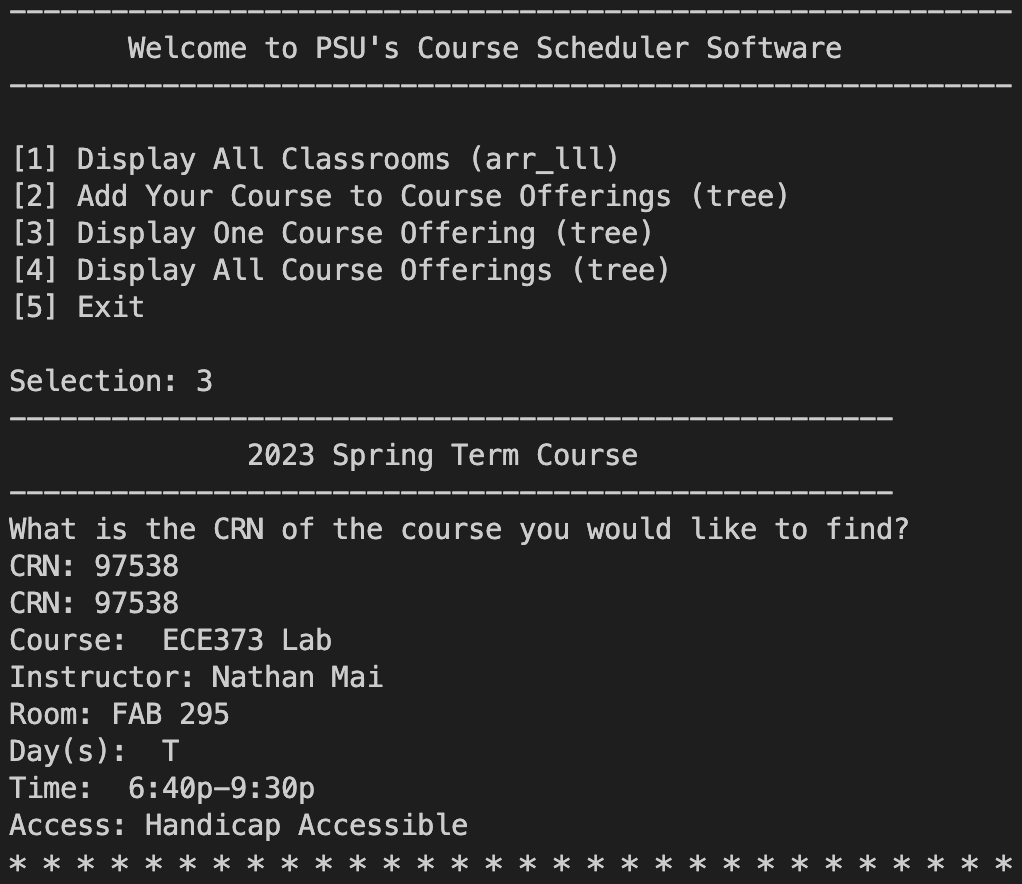 ------------------------------------------------------------
Welcome to PSU's Course Scheduler Software
------------------------------------------------------------
[1] Display All Classrooms (arr_lll)
[2] Add Your Course to Course Offerings (tree)
[3] Display One Course Offering (tree)
[4] Display All Course Offerings (tree)
[5] Exit
Selection: 3
-----------------------------------------------------
2023 Spring Term Course
-----------------------------------------------------
What is the CRN of the course you would like to find?
CRN: 97538
CRN: 97538
Course:  ECE373 Lab
Instructor: Nathan Mai
Room: FAB 295
Day(s):  T
Time:  6:40p-9:30p
Access: Handicap Accessible
* * * * * * * * * * * * * * * * * * * * * * * * * * * * * *